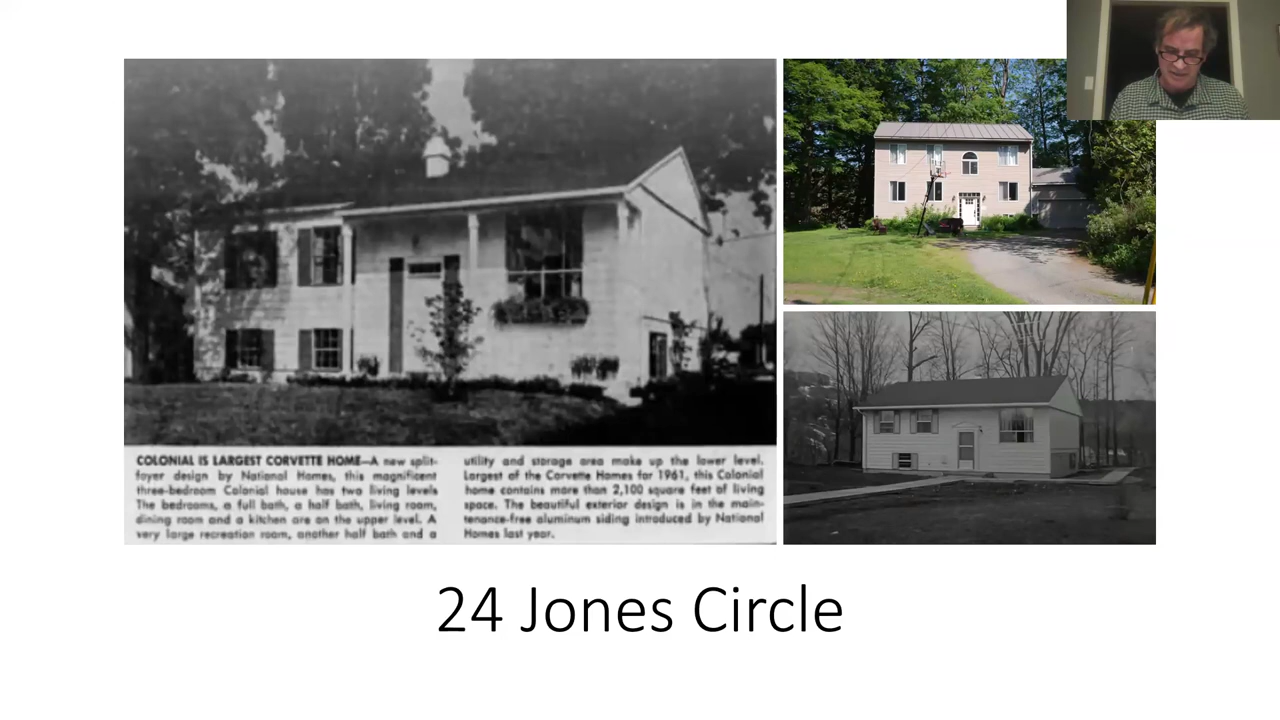 COLONIAL IS LARGEST CORVETTE HOME—A new split-
foyer design by National Homes, this magnificent
three-bedroom Colonial house has two living levels
The bedrooms, a full bath, a half bath, living room,
dining room and a kitchen are on the upper level. A
very large recreation room, another half bath and a
utility and storage area make up the lower level.
Largest of the Corvette Homes for 1961, this Colonial
home contains more than 2,100 square feet of living
space. The beautiful exterior design is in the main-
tenance-free aluminum siding introduced by National
Homes last year.
24 Jones Circle